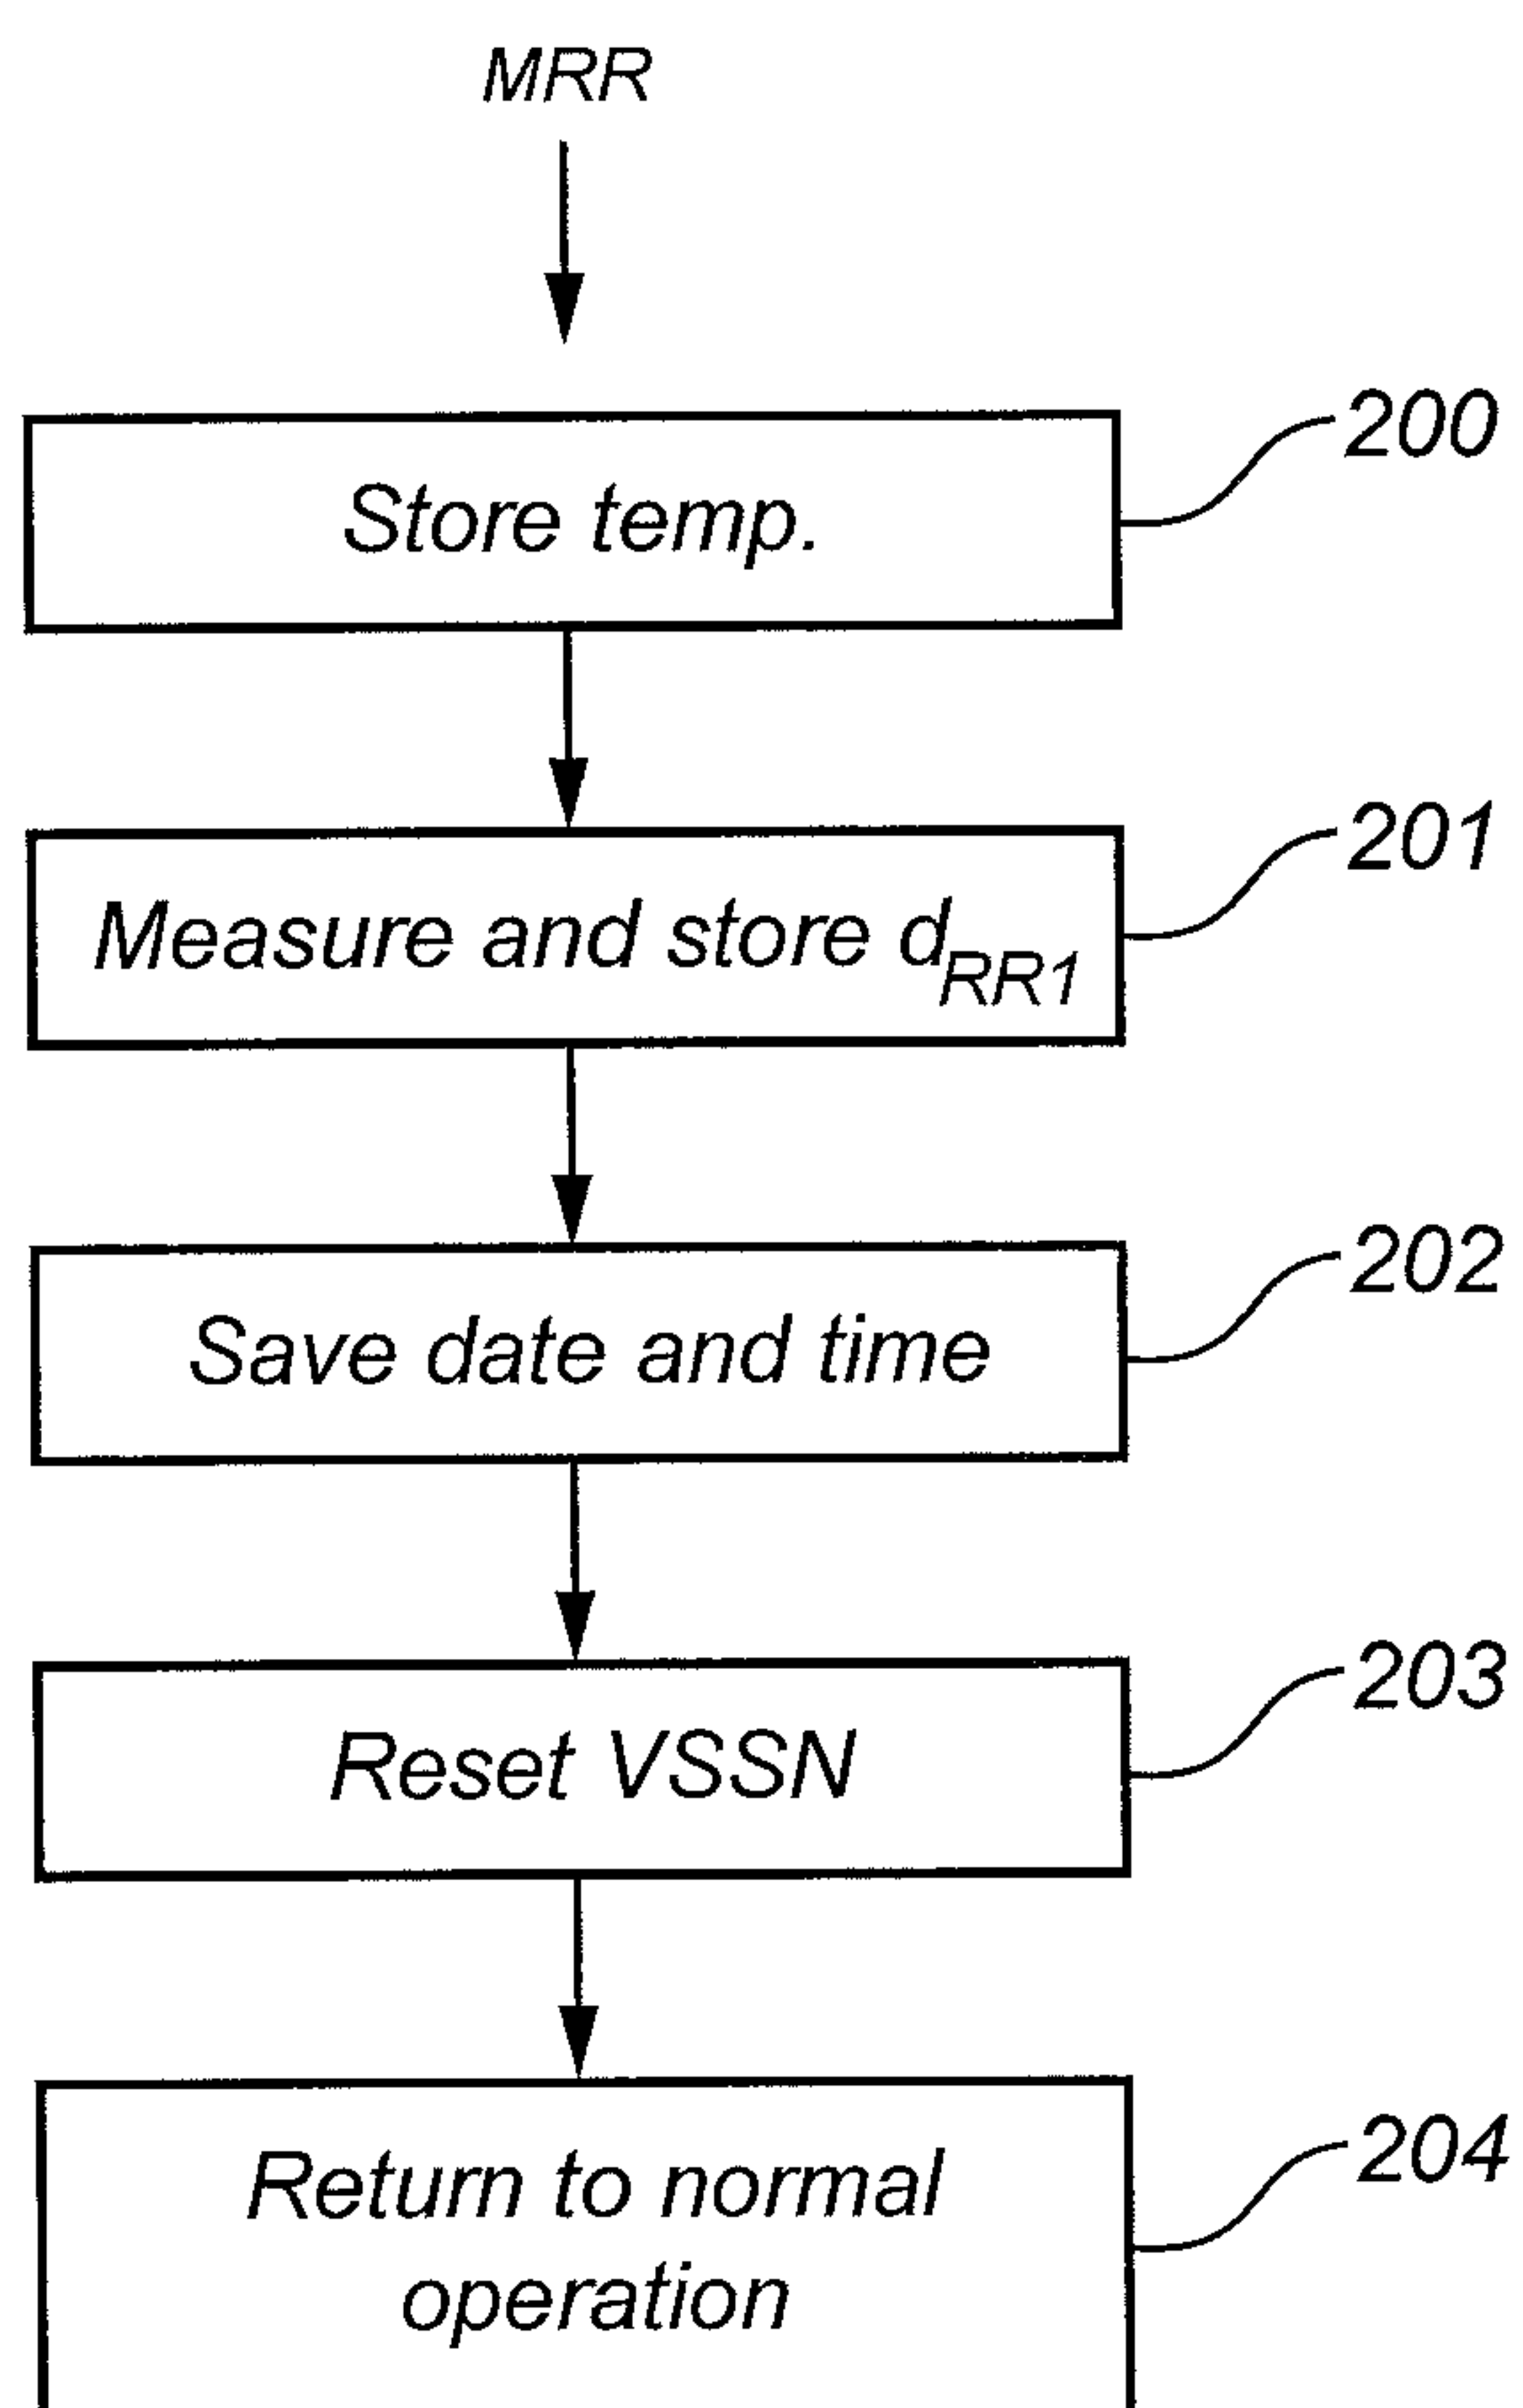 MRR
200
Store temp.
201
Measure and store dRR1
202
Save date and time
203
Reset VSSN
204
Return to normal
operation